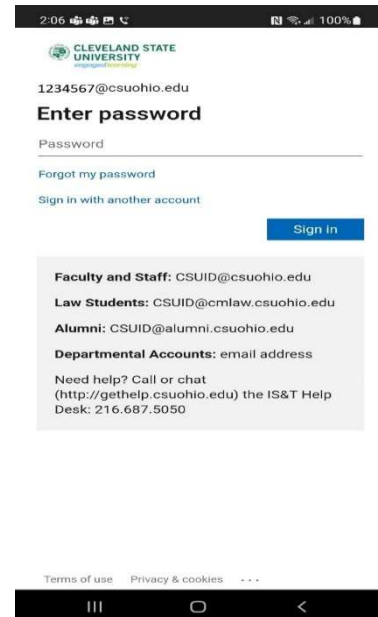 2:06 100%
CLEVELAND STATE
UNIVERSITY
engagedlearning
1234567@csuohio.edu
Enter password
Password
Forgot my password
Sign in with another account
Sign in
Faculty and Staff: CSUID@csuohio.edu
Law Students: CSUID@cmlaw.csuohio.edu
Alumni: CSUID@alumni.csuohio.edu
Departmental Accounts: email address
Need help? Call or chat
(http://gethelp.csuohio.edu) the IS&T Help
Desk: 216.687.5050
Terms of use Privacy & cookies ...